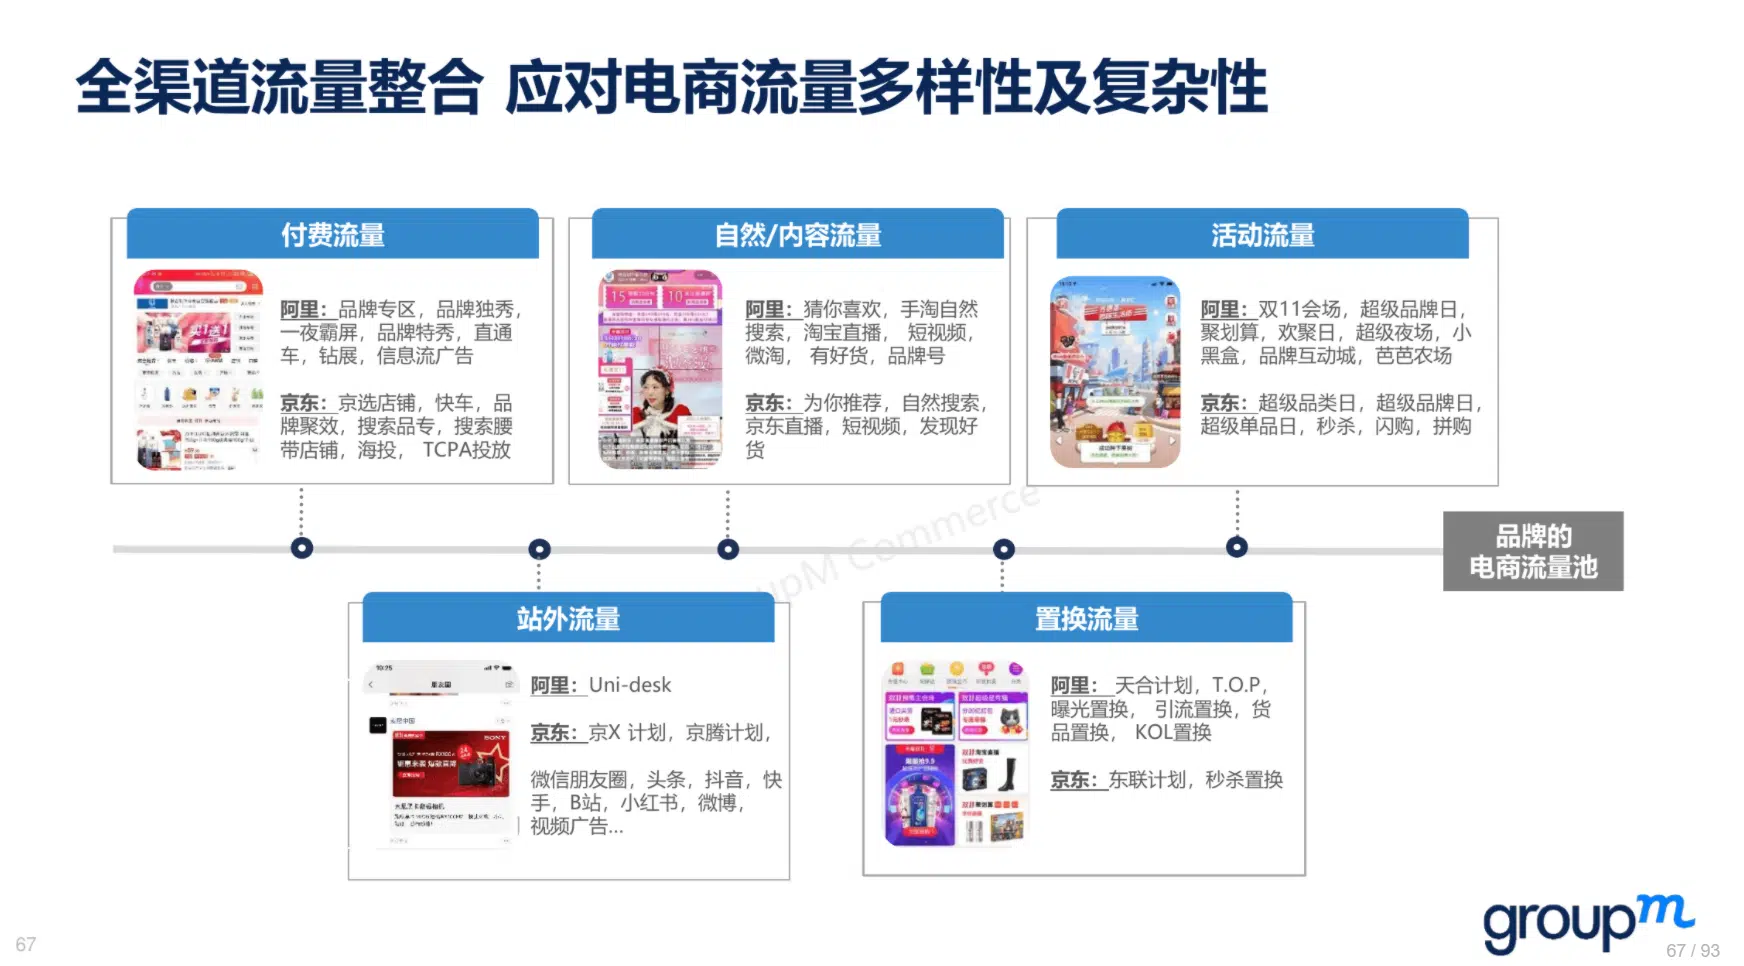 全渠道流量整合 应对电商流量多样性及复杂性
付费流量
阿里：品牌专区，品牌独秀，
一夜霸屏，品牌特秀，直通
车，钻展，信息流广告
京东：京选店铺，快车，品
牌聚效，搜索品专，搜索腰
带店铺，海投， TCPA投放
自然/内容流量
15
10
阿里：猜你喜欢，手淘自然
搜索，淘宝直播， 短视频，
微淘， 有好货，品牌号
京东：为你推荐，自然搜索，
京东直播，短视频，发现好
货
活动流量
阿里：双11会场，超级品牌日，
聚划算，欢聚日，超级夜场，小
黑盒，品牌互动城，芭芭农场
京东：超级品类日，超级品牌日，
超级单品日，秒杀，闪购，拼购
品牌的
电商流量池
站外流量
10:25
朋友圈
SONY
阿里：Uni-desk
京东：京X 计划，京腾计划，
微信朋友圈，头条，抖音，快
手，B站，小红书，微博，
视频广告...
置换流量
阿里： 天合计划，T.O.P，
曝光置换， 引流置换，货
品置换， KOL置换
京东：东联计划，秒杀置换
upM Commerce
groupm
67
67 / 93